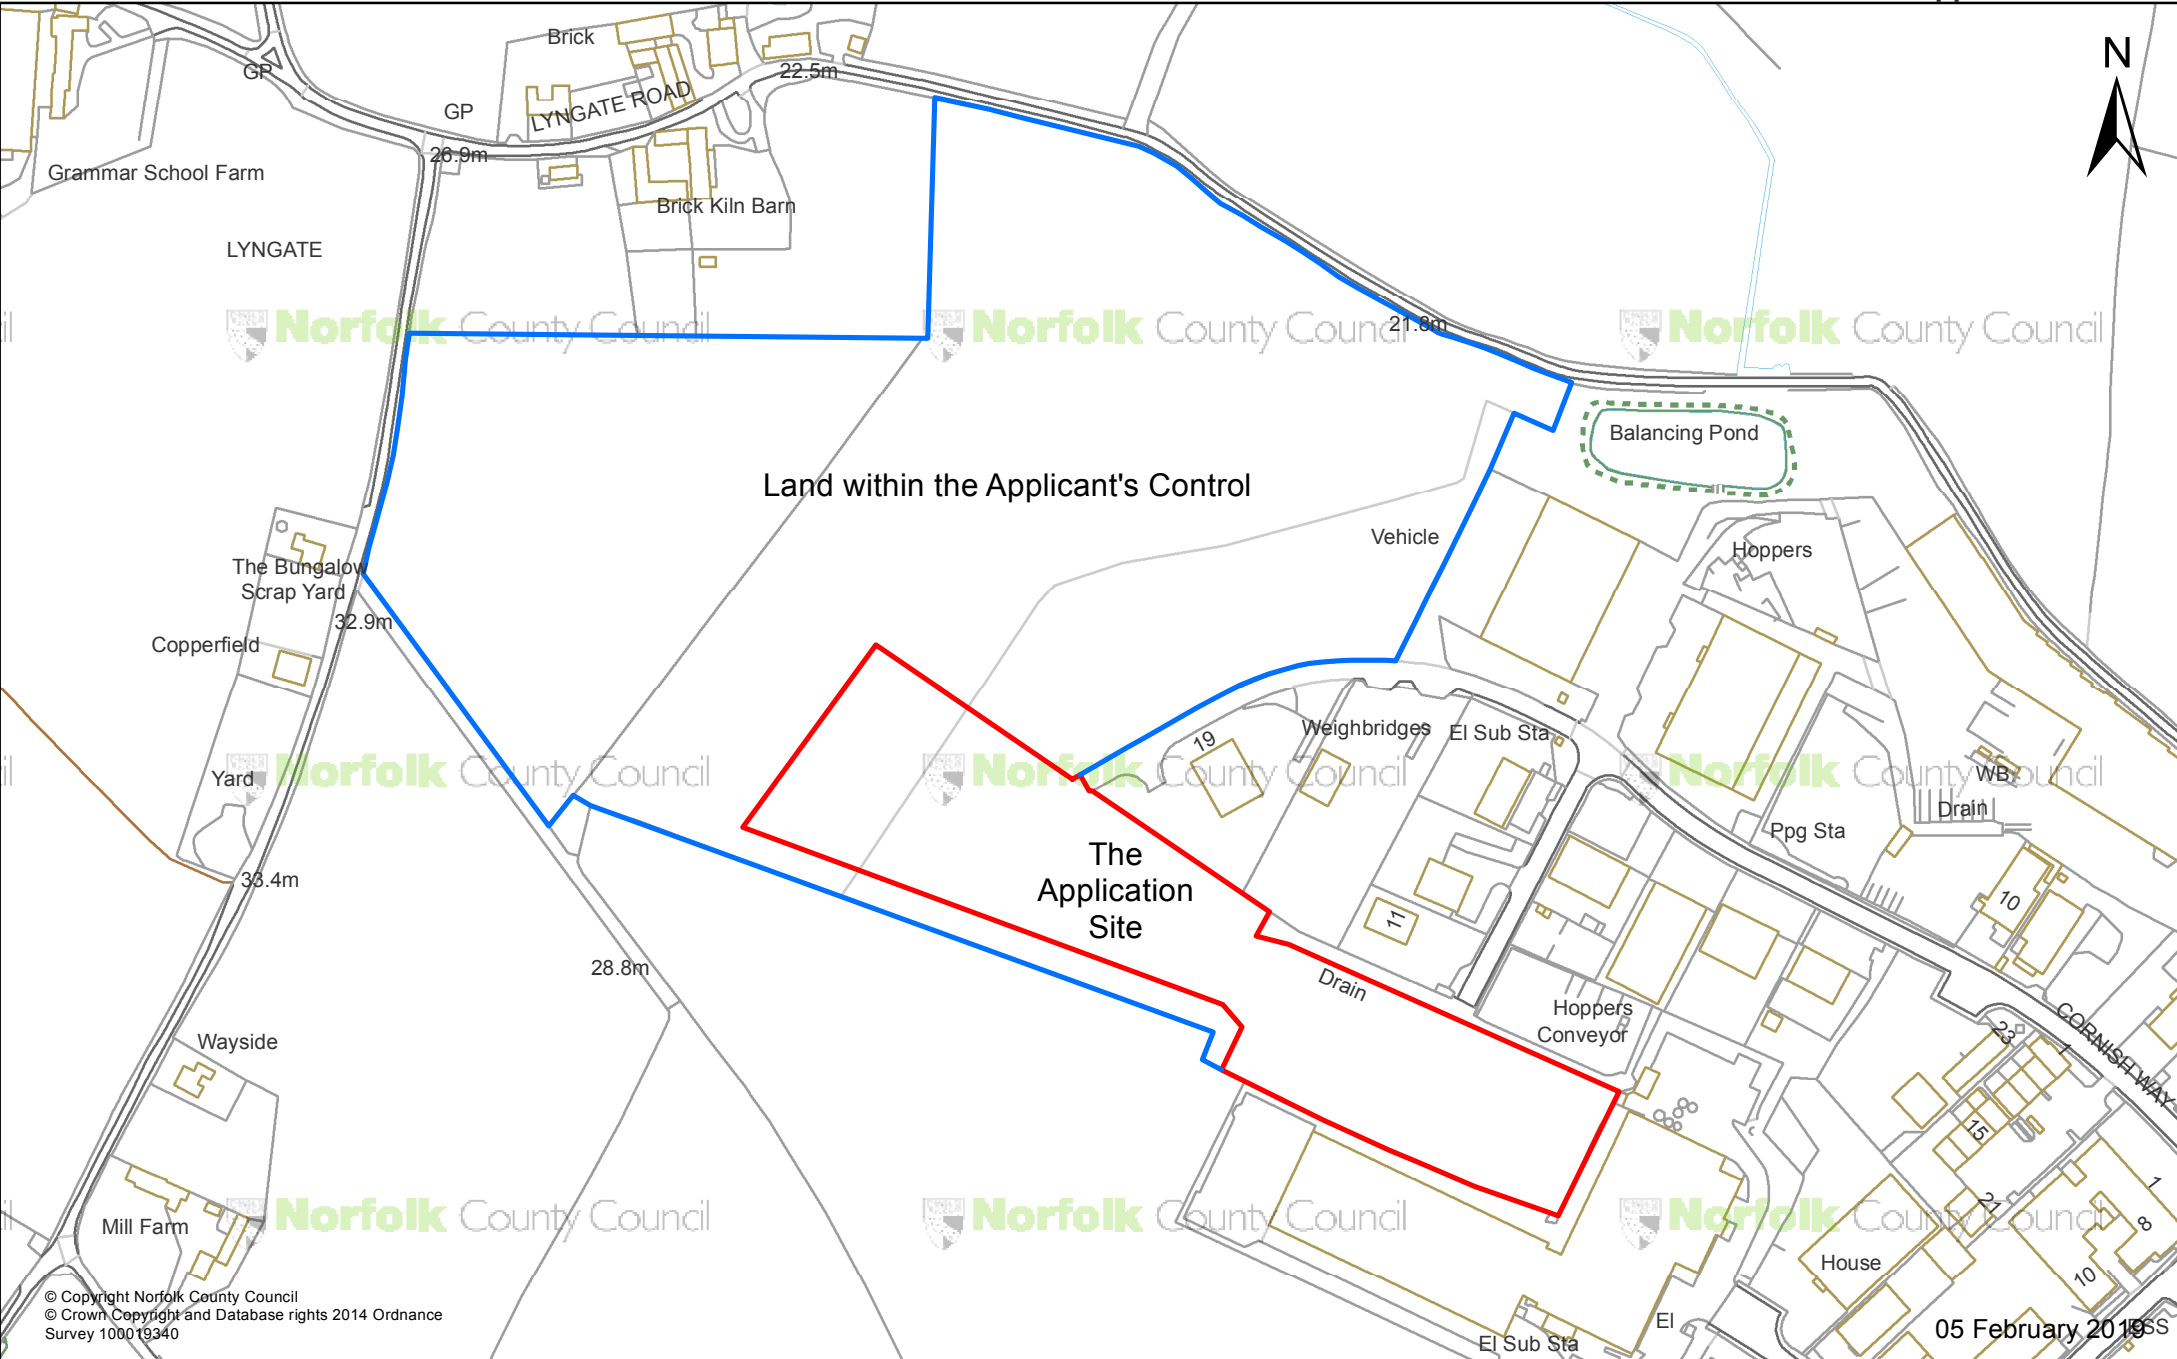 N
Brick
22.5m
GP
GP
LYNGATE ROAD
26.9m
Grammar School Farm
Brick Kiln Barn
LYNGATE
Norfolk County Council
Norfolk County Council
21.8m
Norfolk County Council
Balancing Pond
Land within the Applicant's Control
Vehicle
Hoppers
The Bungalow
Scrap Yard
32.9m
Copperfield
Weighbridges
El Sub Sta
19
Yard
Norfolk County Council
Norfolk County Council
Norfolk County Council
WB
Drain
Ppg Sta
The
Application
Site
33.4m
11
10
28.8m
Drain
Hoppers
Conveyor
CORNISH WAY
23
1
Wayside
15
Mill Farm
Norfolk County Council
Norfolk County Council
Norfolk County Council
21
1
8
House
10
© Copyright Norfolk County Council
© Crown Copyright and Database rights 2014 Ordnance
Survey 100019340
El
El Sub Sta
05 February 2019